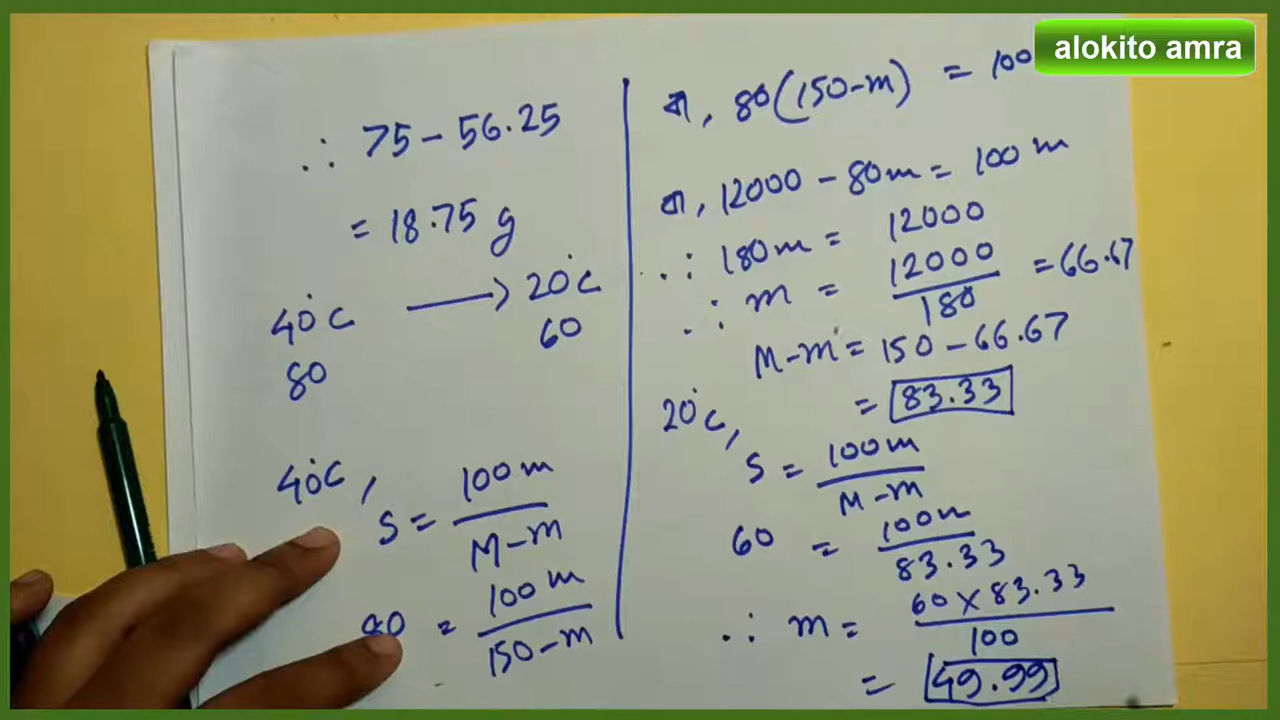 alokito amra
∴ 75 - 56.25
= 18.75 g
40°C ⟶ 20°C
80 60
40°C,
S = 100m / M-m
80 = 100m / 150-m
বা, 80(150-m) = 100
বা, 12000 - 80m = 100m
∴ 180m = 12000
∴ m = 12000 / 180 = 66.67
M-m = 150 - 66.67
= 83.33
20°C,
S = 100m / M-m
60 = 100m / 83.33
∴ m = 60 × 83.33 / 100
= 49.99